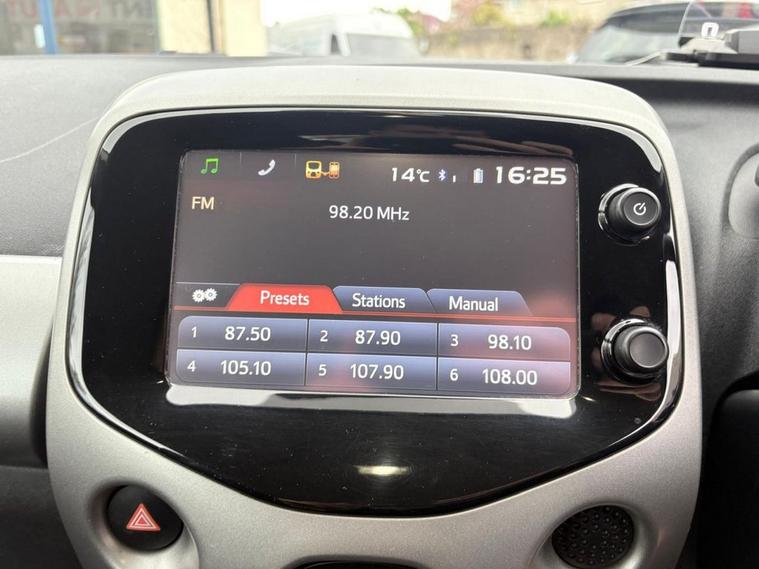 14°C 16:25
FM
98.20 MHz
Presets Stations Manual
1 87.50 2 87.90 3 98.10
4 105.10 5 107.90 6 108.00